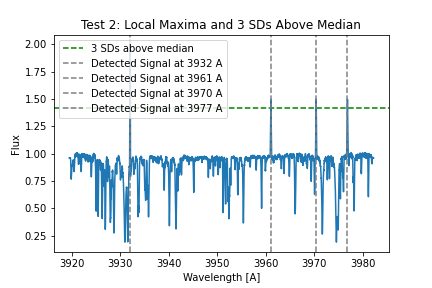 Test 2: Local Maxima and 3 SDs Above Median
2.00
1.75
1.50
1.25
1.00
0.75
0.50
0.25
Flux
3 SDs above median
Detected Signal at 3932 A
Detected Signal at 3961 A
Detected Signal at 3970 A
Detected Signal at 3977 A
3920 3930 3940 3950 3960 3970 3980
Wavelength [A]